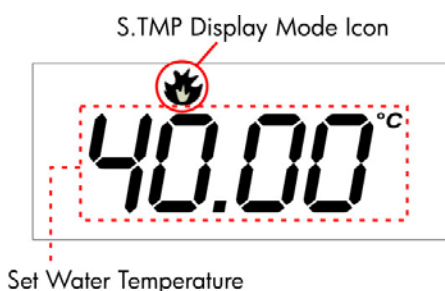 S.TMP Display Mode Icon
40.00°C
Set Water Temperature